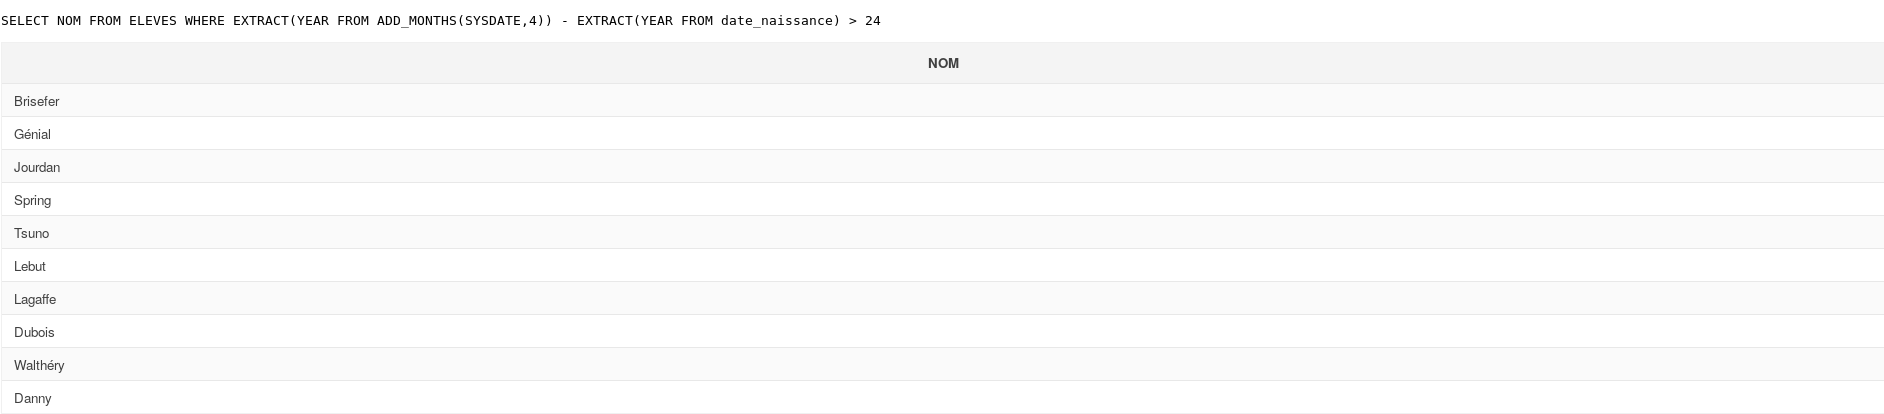 SELECT NOM FROM ELEVES WHERE EXTRACT(YEAR FROM ADD_MONTHS(SYSDATE,4)) - EXTRACT(YEAR FROM date_naissance) > 24
NOM
Brisefer
Génial
Jourdan
Spring
Tsuno
Lebut
Lagaffe
Dubois
Walthéry
Danny